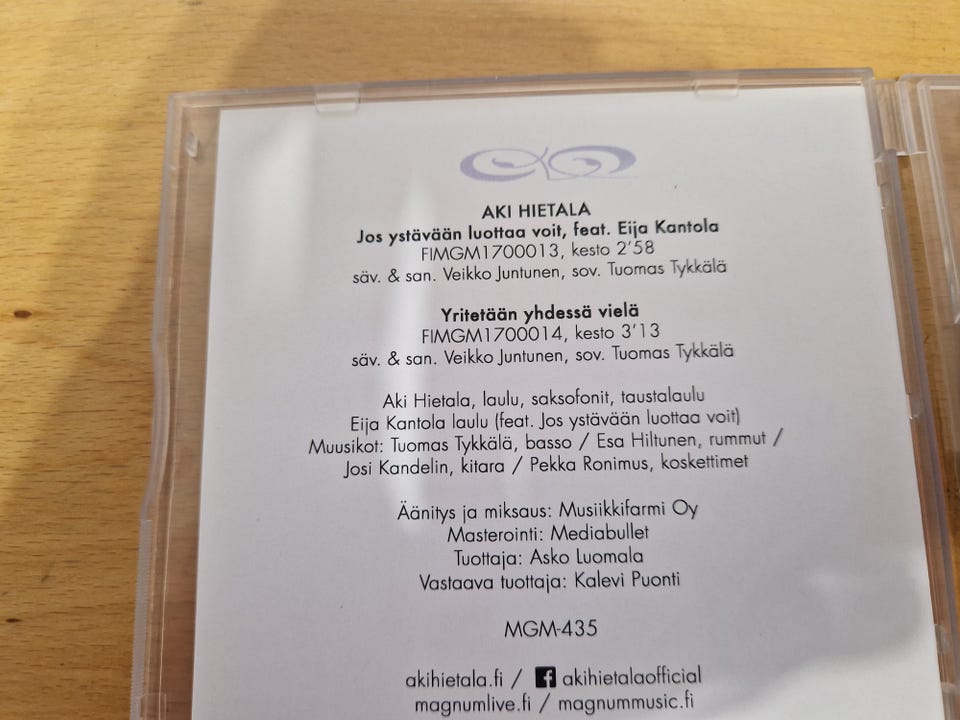 AKI HIETALA
Jos ystävään luottaa voit, feat. Eija Kantola
FIMGM1700013, kesto 2'58
säv. & san. Veikko Juntunen, sov. Tuomas Tykkälä
Yritetään yhdessä vielä
FIMGM1700014, kesto 3'13
säv. & san. Veikko Juntunen, sov. Tuomas Tykkälä
Aki Hietala, laulu, saksofonit, taustalaulu
Eija Kantola laulu (feat. Jos ystävään luottaa voit)
Muusikot: Tuomas Tykkälä, basso / Esa Hiltunen, rummut /
Josi Kandelin, kitara / Pekka Ronimus, koskettimet
Äänitys ja miksaus: Musiikkifarmi Oy
Masterointi: Mediabullet
Tuottaja: Asko Luomala
Vastaava tuottaja: Kalevi Puonti
MGM-435
akihietala.fi / f akihietalaofficial
magnumlive.fi / magnummusic.fi